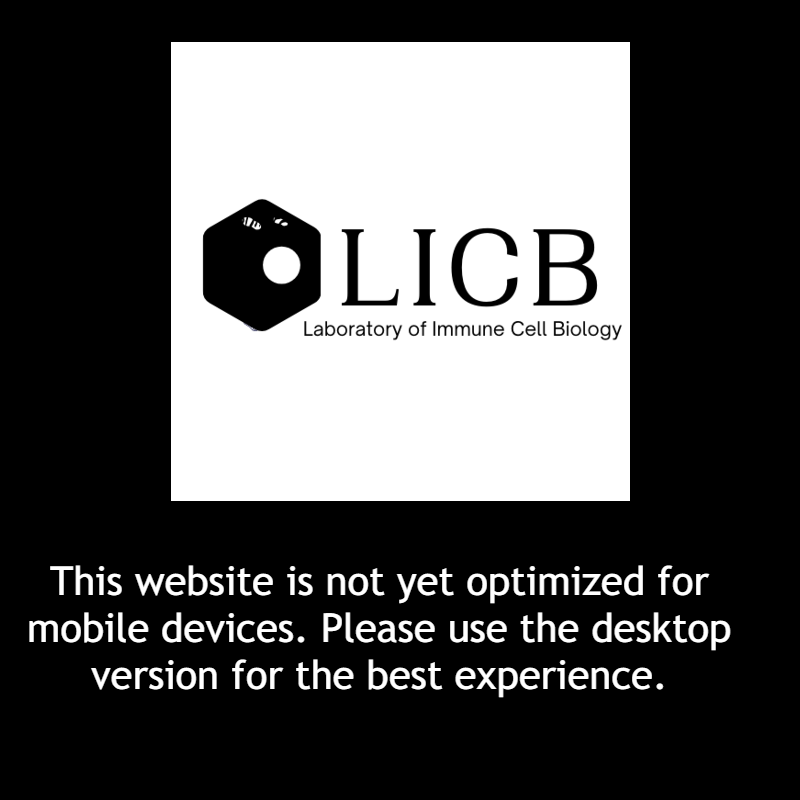 LICB
Laboratory of Immune Cell Biology
This website is not yet optimized for
mobile devices. Please use the desktop
version for the best experience.